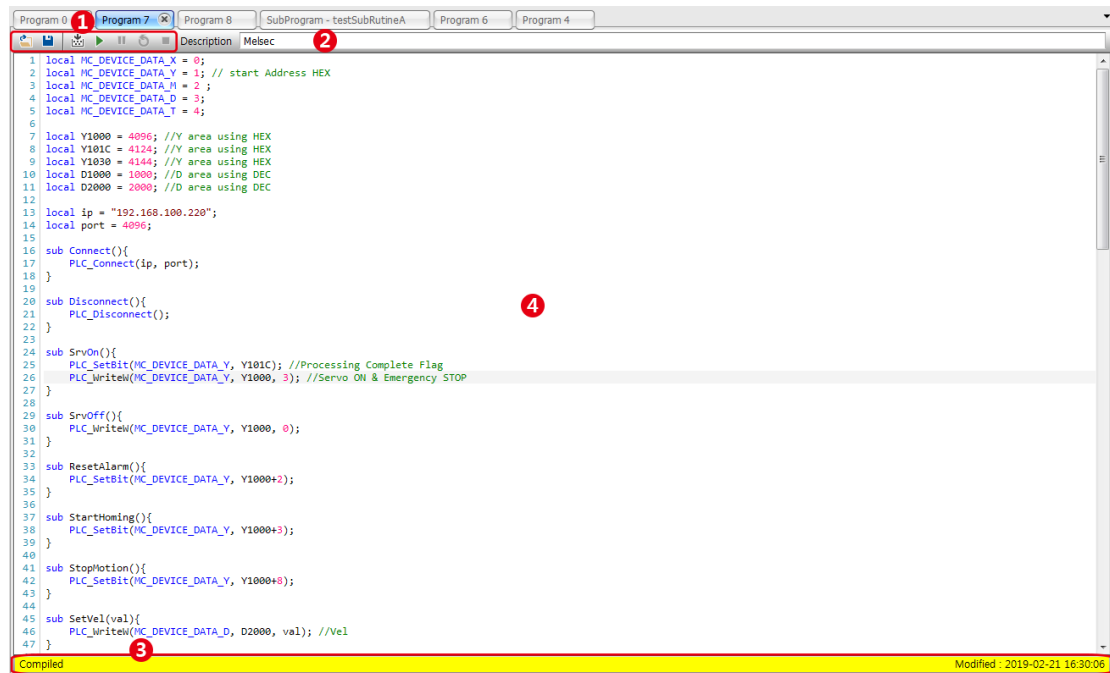 Program 0 1 Program 7 Program 8 SubProgram - testSubRutineA Program 6 Program 4
Description Melsec 2
1 local MC_DEVICE_DATA_X = 0;
2 local MC_DEVICE_DATA_Y = 1; // start Address HEX
3 local MC_DEVICE_DATA_M = 2 ;
4 local MC_DEVICE_DATA_D = 3;
5 local MC_DEVICE_DATA_T = 4;
6
7 local Y1000 = 4096; //Y area using HEX
8 local Y101C = 4124; //Y area using HEX
9 local Y1030 = 4144; //Y area using HEX
10 local D1000 = 1000; //D area using DEC
11 local D2000 = 2000; //D area using DEC
12
13 local ip = "192.168.100.220";
14 local port = 4096;
15
16 sub Connect(){
17 PLC_Connect(ip, port);
18 }
19
20 sub Disconnect(){
4
21 PLC_Disconnect();
22 }
23
24 sub SrvOn(){
25 PLC_SetBit(MC_DEVICE_DATA_Y, Y101C); //Processing Complete Flag
26 PLC_WriteW(MC_DEVICE_DATA_Y, Y1000, 3); //Servo ON & Emergency STOP
27 }
28
29 sub SrvOff(){
30 PLC_WriteW(MC_DEVICE_DATA_Y, Y1000, 0);
31 }
32
33 sub ResetAlarm(){
34 PLC_SetBit(MC_DEVICE_DATA_Y, Y1000+2);
35 }
36
37 sub StartHoming(){
38 PLC_SetBit(MC_DEVICE_DATA_Y, Y1000+3);
39 }
40
41 sub StopMotion(){
42 PLC_SetBit(MC_DEVICE_DATA_Y, Y1000+8);
43 }
44
45 sub SetVel(val){
46 PLC_WriteW(MC_DEVICE_DATA_D, D2000, val); //Vel
47 }
3
Compiled Modified : 2019-02-21 16:30:06